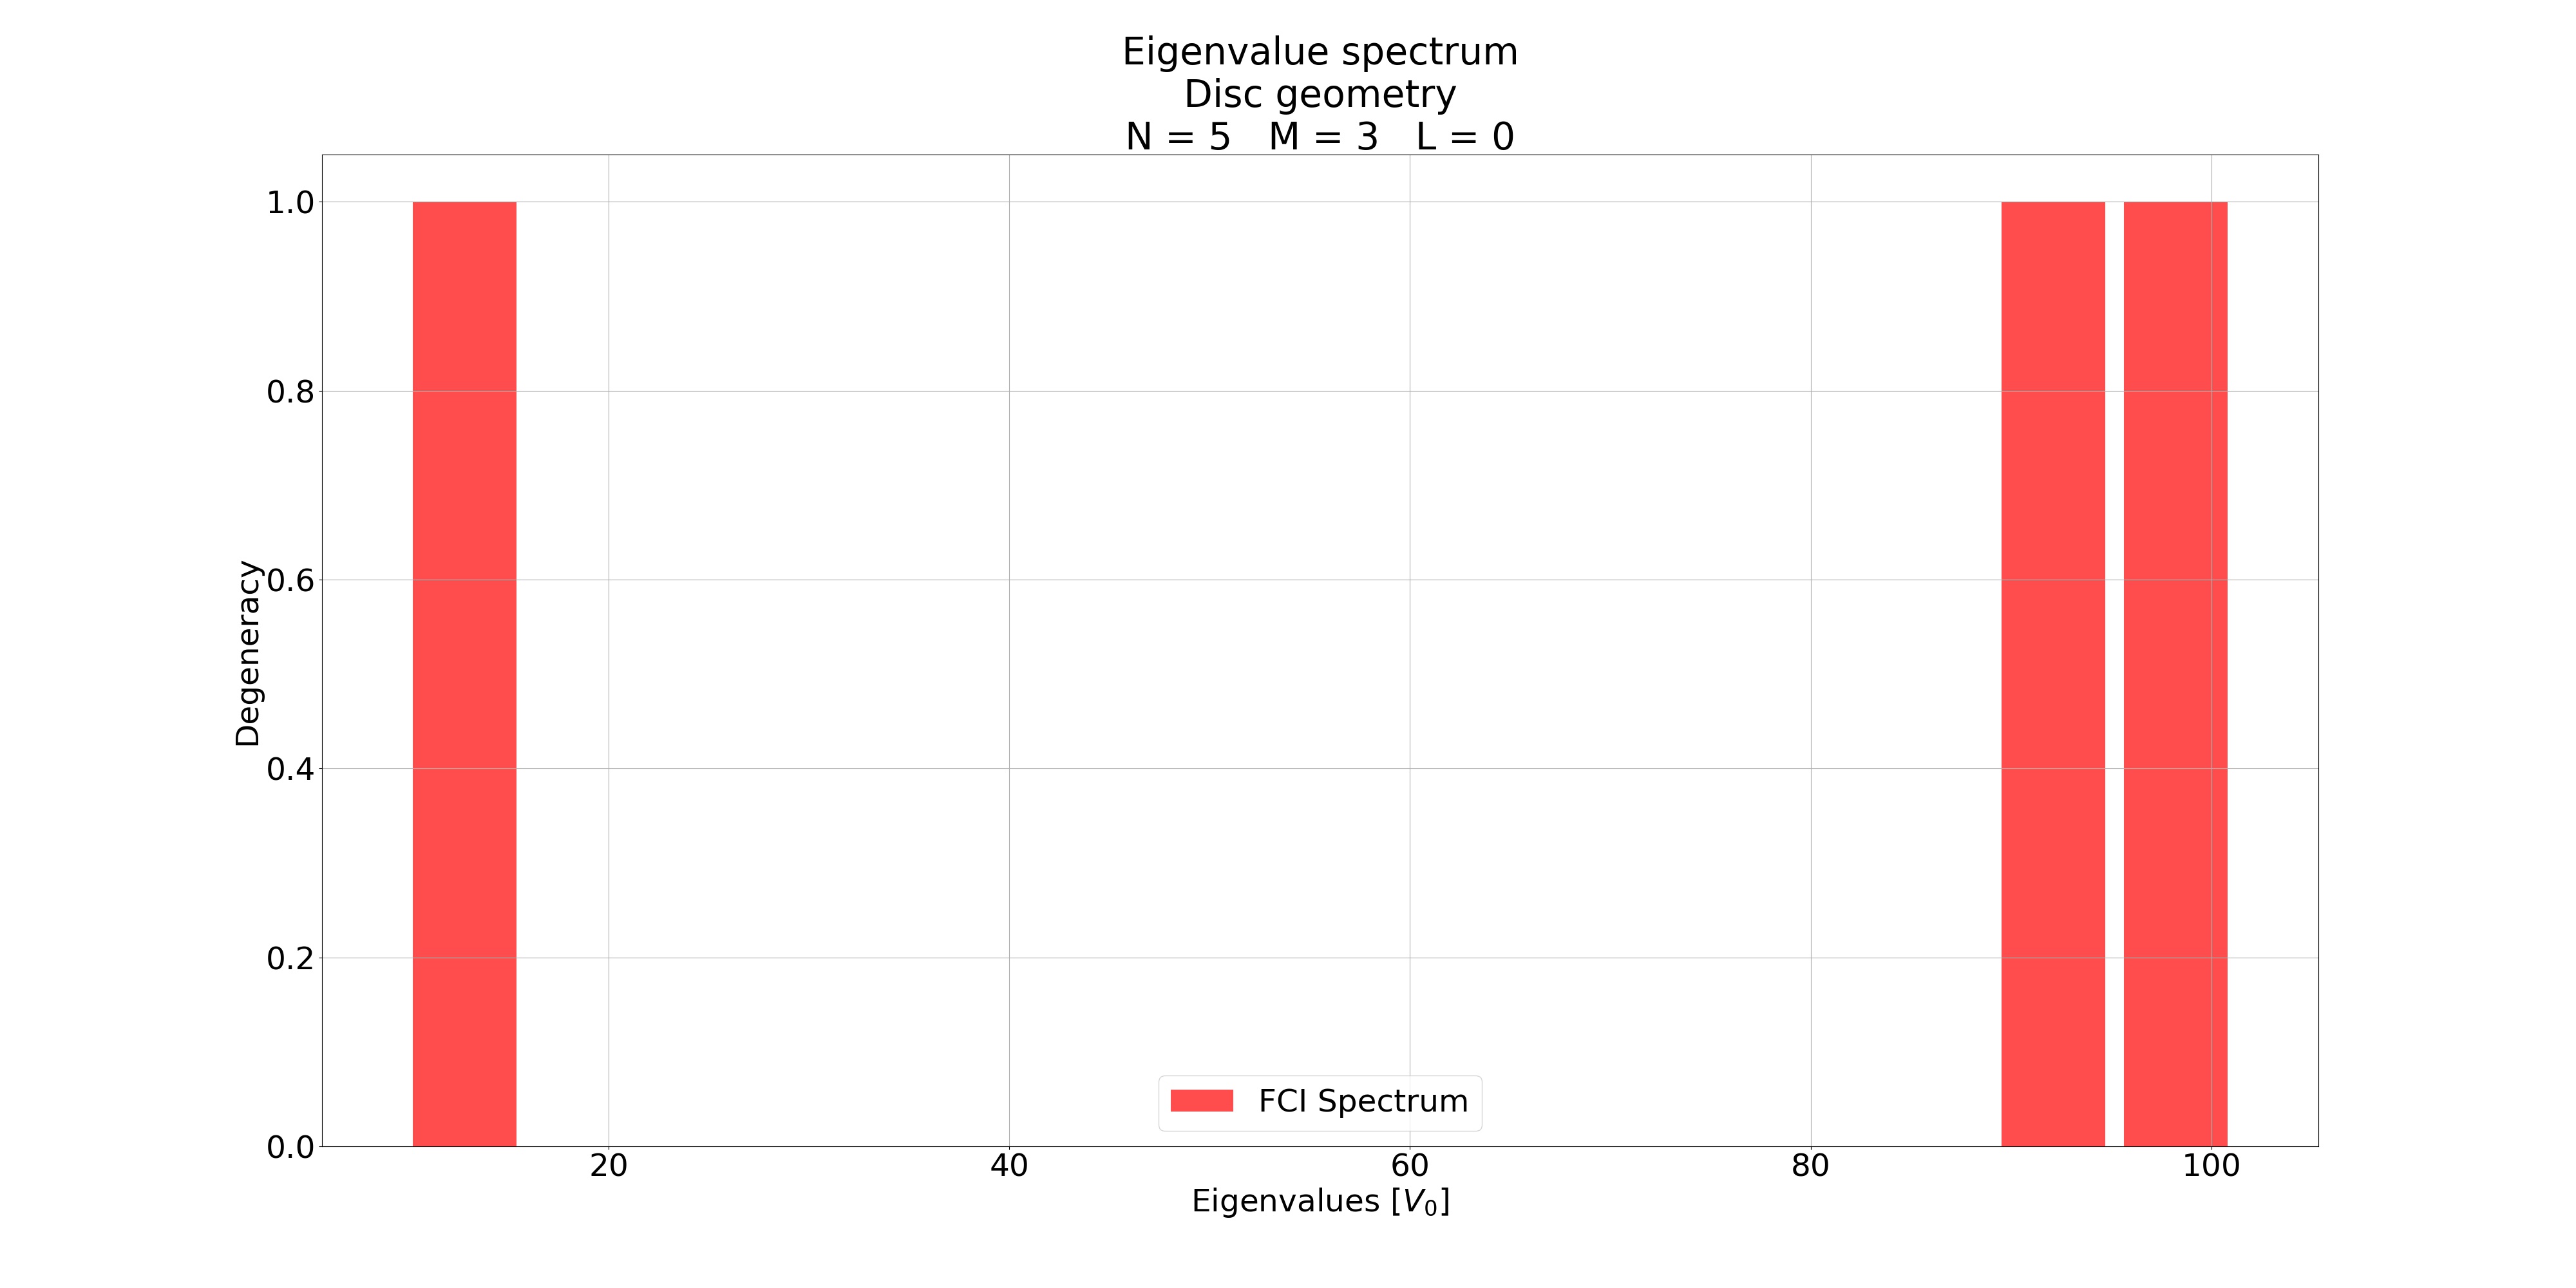 Eigenvalue spectrum
Disc geometry
N = 5 M = 3 L = 0
Degeneracy
1.0
0.8
0.6
0.4
0.2
0.0
FCI Spectrum
20 40 60 80 100
Eigenvalues [V₀]